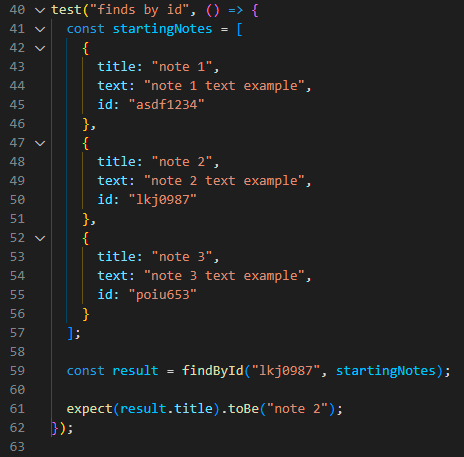 40 test("finds by id", () => {
41   const startingNotes = [
42     {
43       title: "note 1",
44       text: "note 1 text example",
45       id: "asdf1234"
46     },
47     {
48       title: "note 2",
49       text: "note 2 text example",
50       id: "lkj0987"
51     },
52     {
53       title: "note 3",
54       text: "note 3 text example",
55       id: "poiu653"
56     }
57   ];
58
59   const result = findById("lkj0987", startingNotes);
60
61   expect(result.title).toBe("note 2");
62 });
63